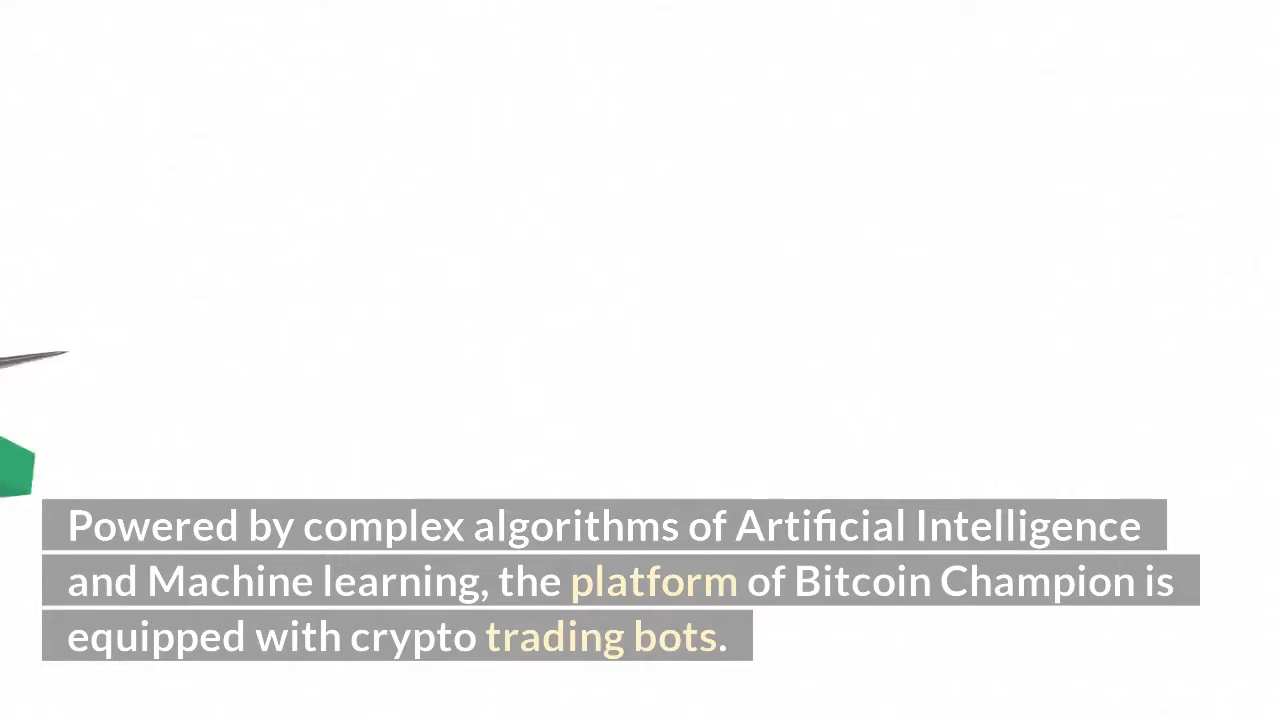 Powered by complex algorithms of Artificial Intelligence
and Machine learning, the platform of Bitcoin Champion is
equipped with crypto trading bots.